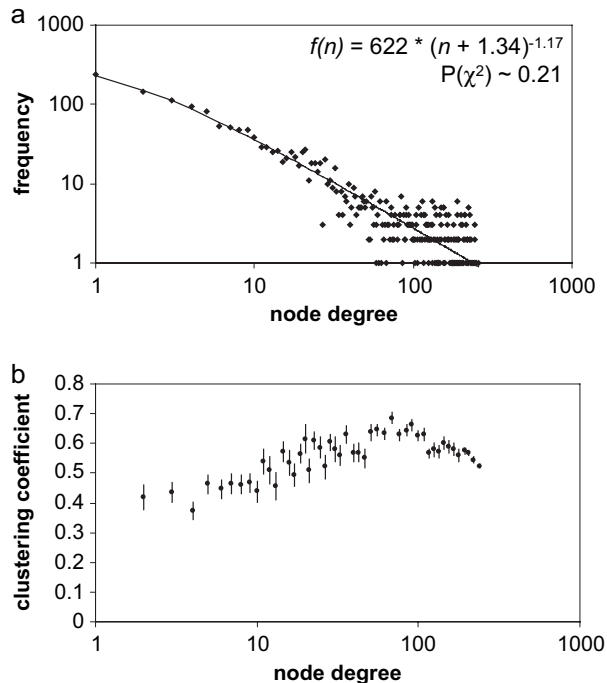 a
f(n) = 622 * (n + 1.34)-1.17
P(χ2) ~ 0.21
frequency
1000
100
10
1
1 10 100 1000
node degree
b
clustering coefficient
0.8
0.7
0.6
0.5
0.4
0.3
0.2
0.1
0
1 10 100 1000
node degree